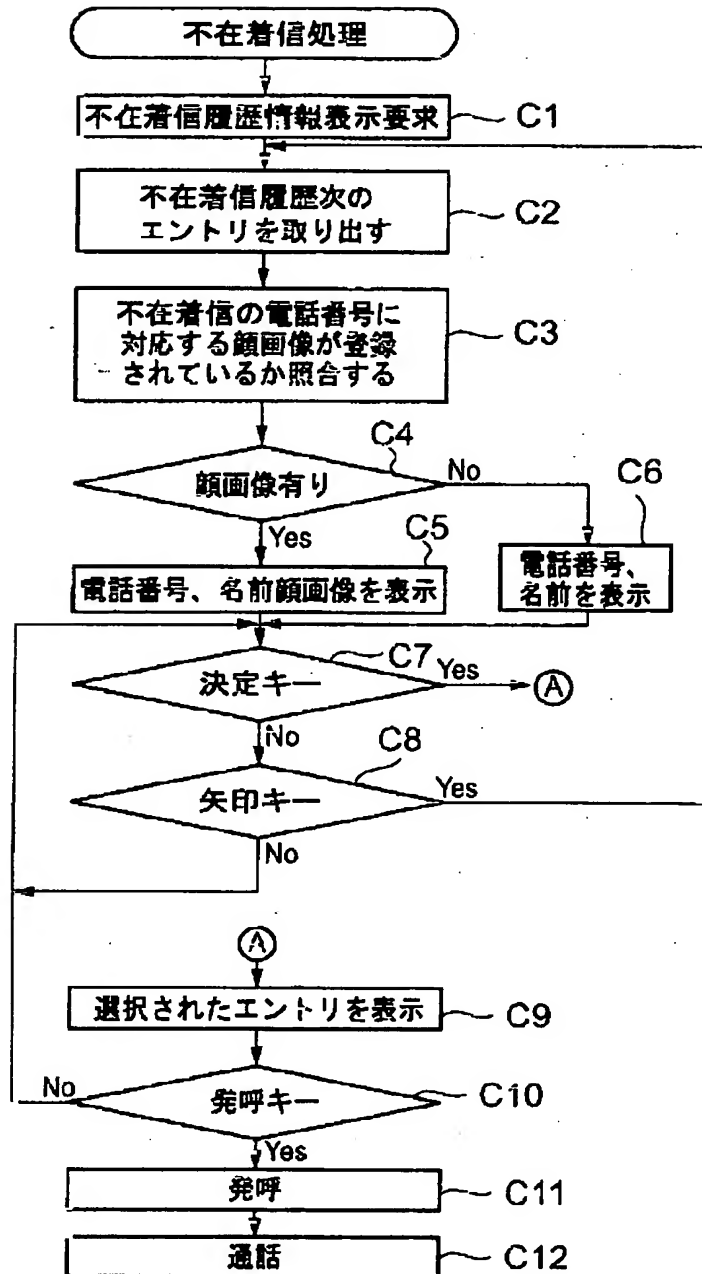 不在着信処理
不在着信履歴情報表示要求
C1
不在着信履歴次の
エントリを取り出す
C2
不在着信の電話番号に
対応する顔画像が登録
されているか照合する
C3
C4
顔画像有り
No
C6
Yes
C5
電話番号、名前顔画像を表示
電話番号、
名前を表示
C7
決定キー
Yes
A
No
C8
矢印キー
Yes
No
A
選択されたエントリを表示
C9
No
発呼キー
C10
Yes
発呼
C11
通話
C12